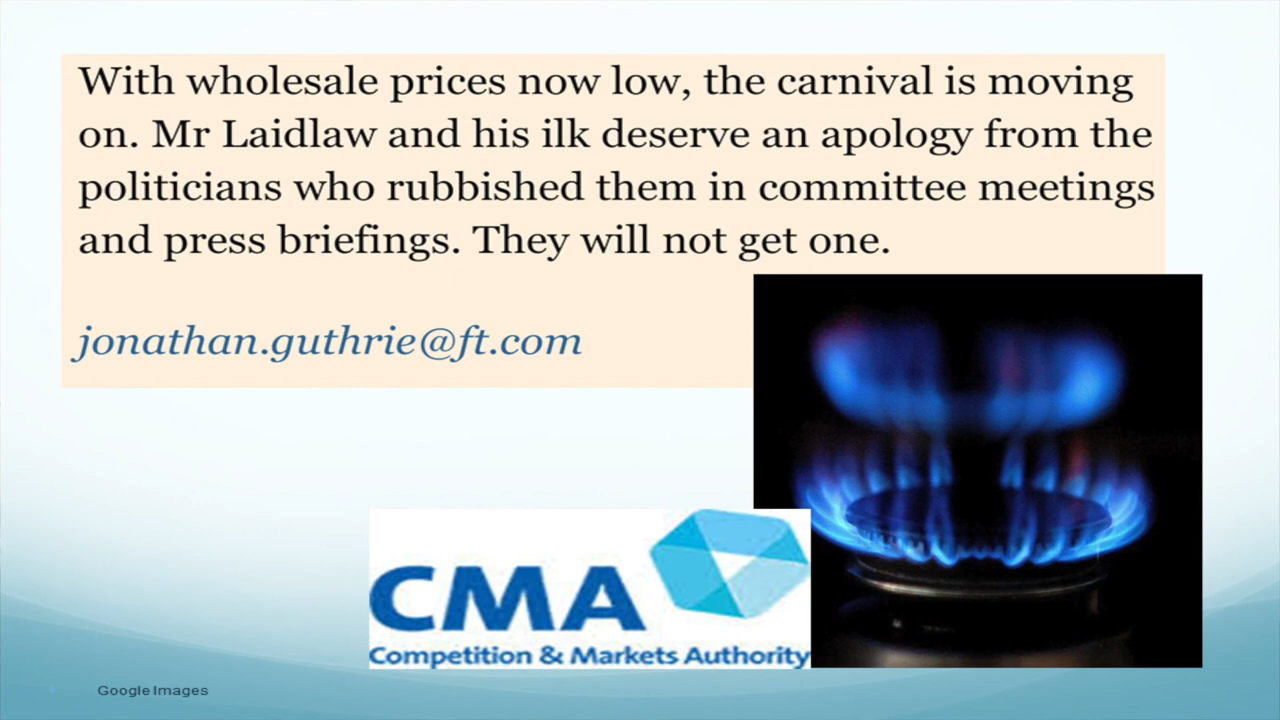 With wholesale prices now low, the carnival is moving
on. Mr Laidlaw and his ilk deserve an apology from the
politicians who rubbished them in committee meetings
and press briefings. They will not get one.
jonathan.guthrie@ft.com
CMA
Competition & Markets Authority
Google Images